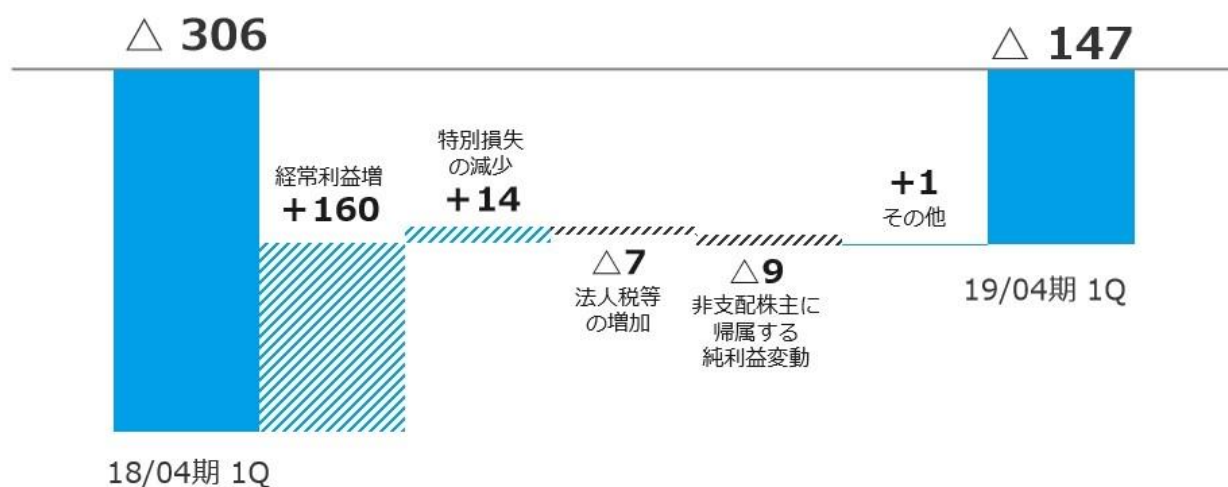 △ 306
18/04期 1Q
経常利益増
+160
特別損失
の減少
+14
△7
法人税等
の増加
△9
非支配株主に
帰属する
純利益変動
+1
その他
△ 147
19/04期 1Q